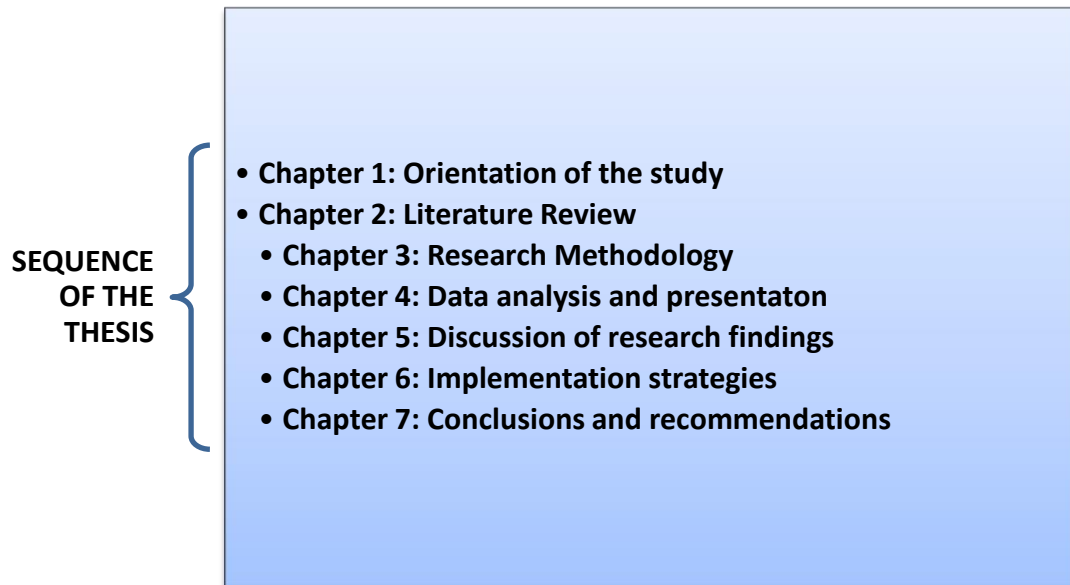 SEQUENCE
OF THE
THESIS
• Chapter 1: Orientation of the study
• Chapter 2: Literature Review
• Chapter 3: Research Methodology
• Chapter 4: Data analysis and presentaton
• Chapter 5: Discussion of research findings
• Chapter 6: Implementation strategies
• Chapter 7: Conclusions and recommendations